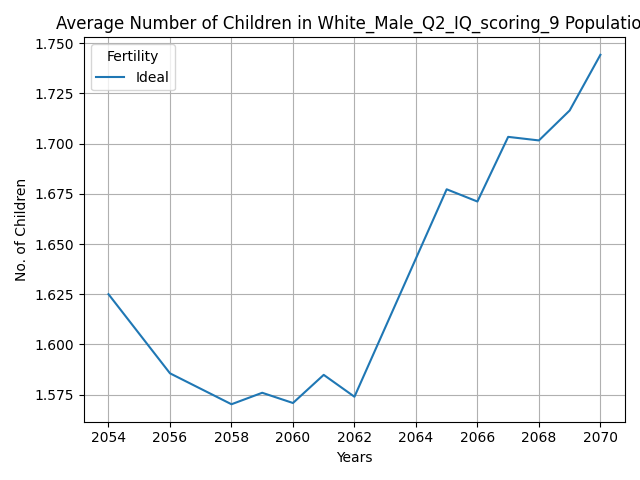 Average Number of Children in White_Male_Q2_IQ_scoring_9 Populatio
Fertility
Ideal
No. of Children
1.750
1.725
1.700
1.675
1.650
1.625
1.600
1.575
2054 2056 2058 2060 2062 2064 2066 2068 2070
Years